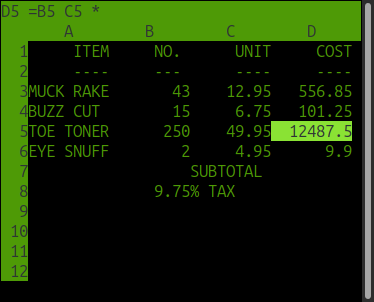 D5 =B5 C5 *
A B C D
1 ITEM NO. UNIT COST
2 ---- --- ---- ----
3 MUCK RAKE 43 12.95 556.85
4 BUZZ CUT 15 6.75 101.25
5 TOE TONER 250 49.95 12487.5
6 EYE SNUFF 2 4.95 9.9
7 SUBTOTAL
8 9.75% TAX
9
10
11
12